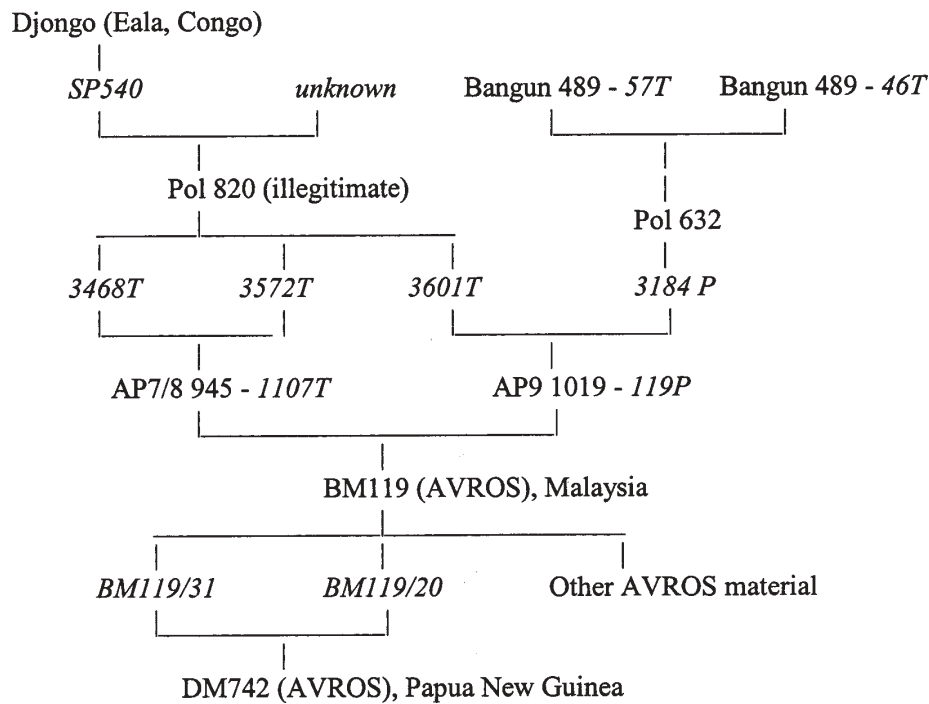 Djongo (Eala, Congo)
SP540 unknown Bangun 489 - 57T Bangun 489 - 46T
Pol 820 (illegitimate)
Pol 632
3468T 3572T 3601T 3184 P
AP7/8 945 - 1107T AP9 1019 - 119P
BM119 (AVROS), Malaysia
BM119/31 BM119/20 Other AVROS material
DM742 (AVROS), Papua New Guinea